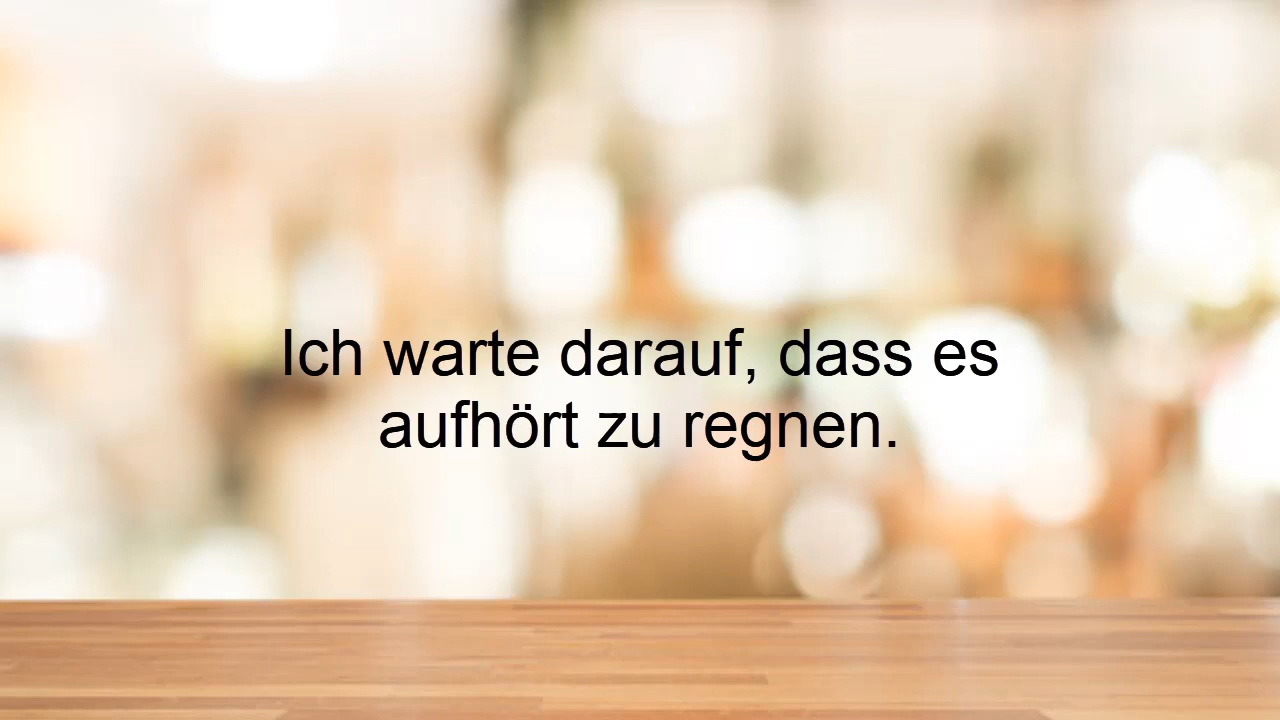 Ich warte darauf, dass es
aufhört zu regnen.